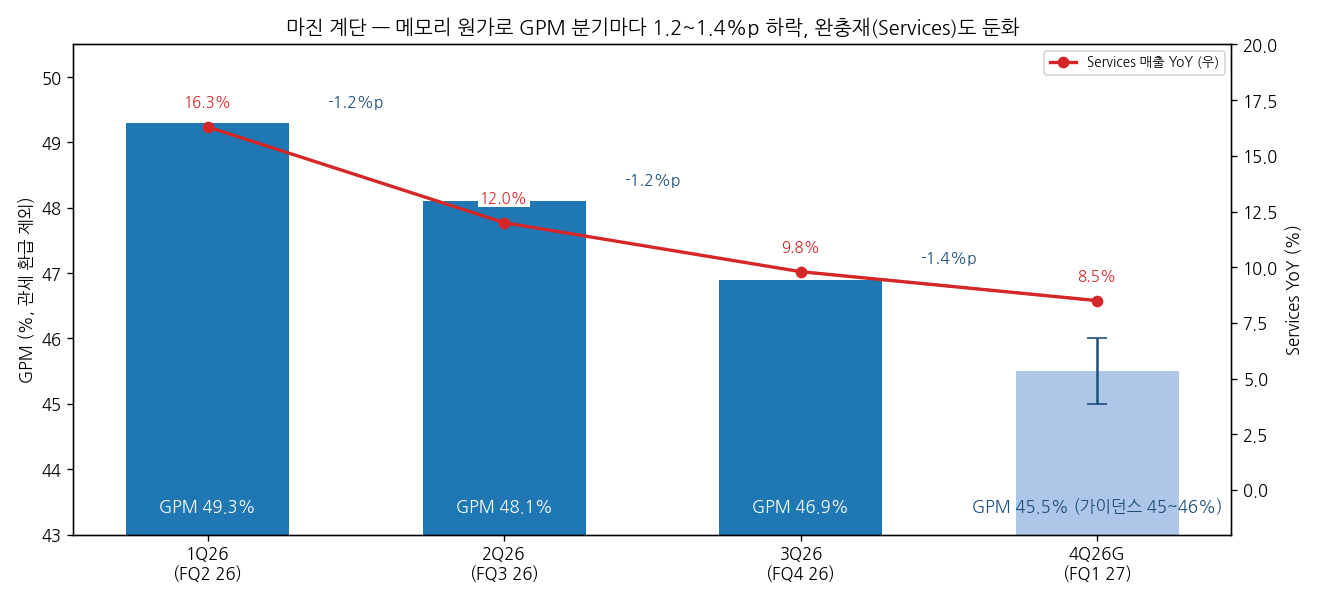 마진 계단 — 메모리 원가로 GPM 분기마다 1.2~1.4%p 하락, 완충재(Services)도 둔화
Services 매출 YoY (우)
GPM (%, 관세 환급 제외)
50
49
48
47
46
45
44
43
16.3%
-1.2%p
12.0%
-1.2%p
9.8%
-1.4%p
8.5%
GPM 49.3%
GPM 48.1%
GPM 46.9%
GPM 45.5% (가이던스 45~46%)
20.0
17.5
15.0
12.5
10.0
7.5
5.0
2.5
0.0
Services YoY (%)
1Q26
(FQ2 26)
2Q26
(FQ3 26)
3Q26
(FQ4 26)
4Q26G
(FQ1 27)